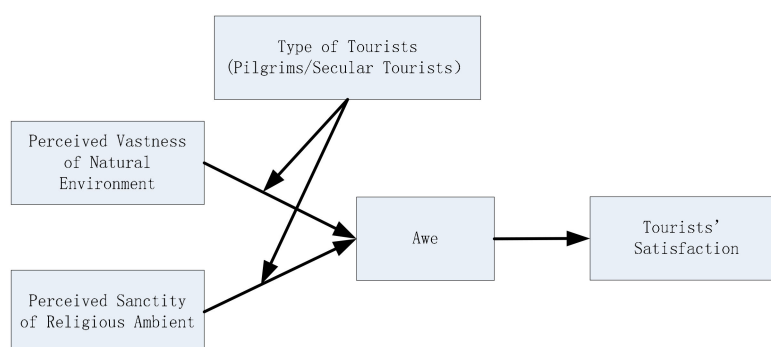 Type of Tourists
(Pilgrims/Secular Tourists)
Perceived Vastness
of Natural
Environment
Awe
Tourists'
Satisfaction
Perceived Sanctity
of Religious Ambient